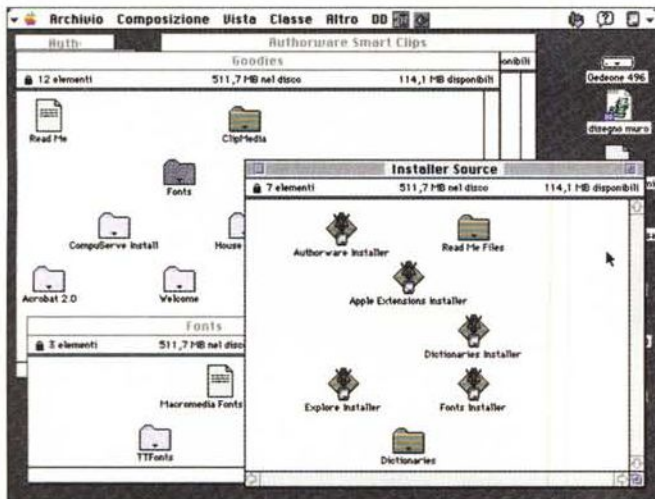 Archivio Composizione Vista Classe Altro DD
Auth
Authorware Smart Clips
Goodies
onibili
12 elementi 511,7 MB nel disco 114,1 MB disponibili
Read Me
ClipMedia
Fonts
CompuServe Install
House
Acrobat 2.0
Welcome
Fonts
3 elementi 511,7 MB nel disco
Macromedia Fonts
TTFonts
Installer Source
7 elementi 511,7 MB nel disco 114,1 MB disponibili
Authorware Installer
Read Me Files
Apple Extensions Installer
Dictionaries Installer
Explore Installer
Fonts Installer
Dictionaries
Gedeone 496
disegno muro